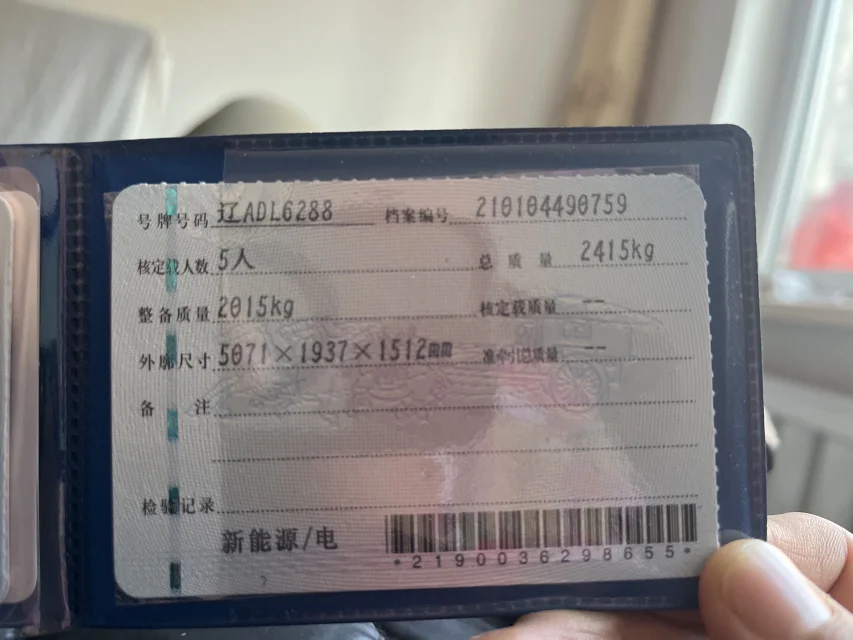 号牌号码 辽ADL6288 档案编号 210104490759
核定载人数 5人 总质量 2415kg
整备质量 2015kg 核定载质量 --
外廓尺寸 5071×1937×1512mm 准牵引总质量 --
备注
检验记录
新能源/电
*2190036298655*